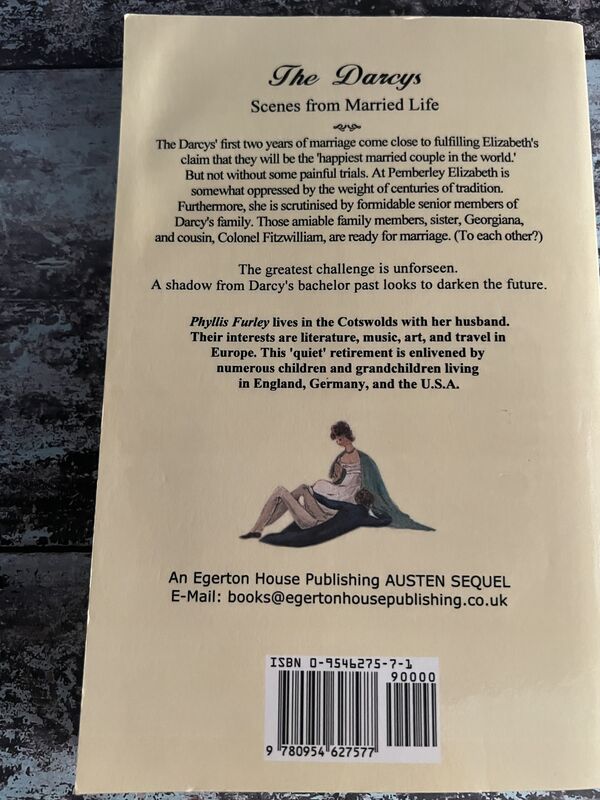 The Darcys
Scenes from Married Life
The Darcys' first two years of marriage come close to fulfilling Elizabeth's
claim that they will be the 'happiest married couple in the world.'
But not without some painful trials. At Pemberley Elizabeth is
somewhat oppressed by the weight of centuries of tradition.
Furthermore, she is scrutinised by formidable senior members of
Darcy's family. Those amiable family members, sister, Georgiana,
and cousin, Colonel Fitzwilliam, are ready for marriage. (To each other?)
The greatest challenge is unforseen.
A shadow from Darcy's bachelor past looks to darken the future.
Phyllis Furley lives in the Cotswolds with her husband.
Their interests are literature, music, art, and travel in
Europe. This 'quiet' retirement is enlivened by
numerous children and grandchildren living
in England, Germany, and the U.S.A.
An Egerton House Publishing AUSTEN SEQUEL
E-Mail: books@egertonhousepublishing.co.uk
ISBN 0-9546275-7-1
90000
9 780954 627577